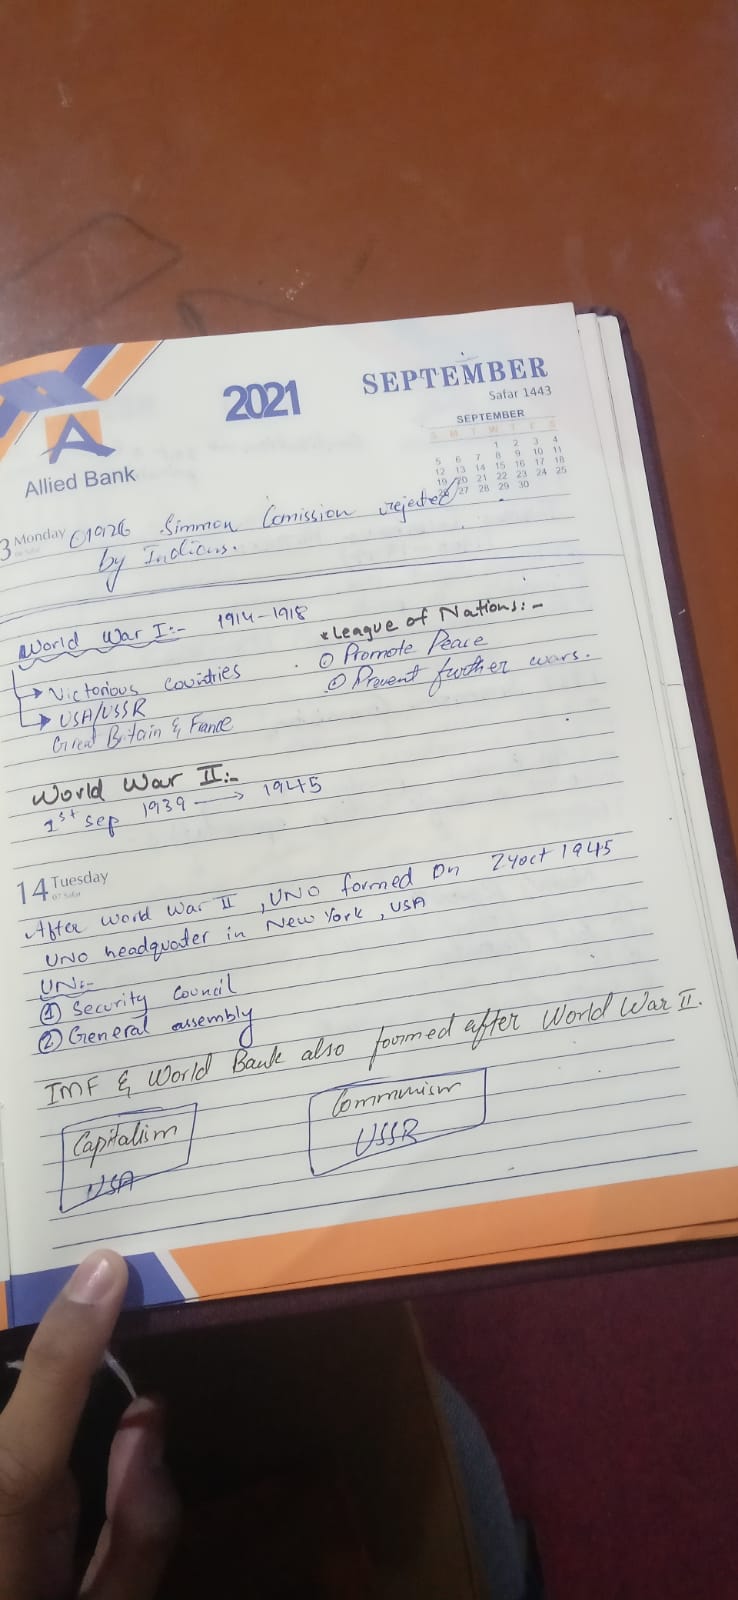 2021
SEPTEMBER
Safar 1443
SEPTEMBER
S M T W T F S
1 2 3 4
5 6 7 8 9 10 11
12 13 14 15 16 17 18
19 20 21 22 23 24 25
27 28 29 30
Allied Bank
3 Monday
1926 Simmon Comission rejected
by Indians.
World War I:- 1914-1918
Victorious Countries
USA/USSR
Great Britain & France
* League of Nations:-
① Promote Peace
② Prevent further wars.
World War II:-
1st sep 1939 → 1945
14 Tuesday
After World War II, UNO formed on 24 oct 1945
UNO headquater in New York, USA
UN:-
① Security Council
② General assembly
IMF & World Bank also formed after World War II.
Capitalism
USA
Communism
USSR